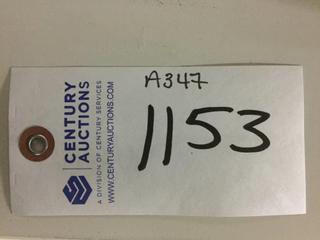 CENTURY
AUCTIONS
A DIVISION OF CENTURY SERVICES
WWW.CENTURYAUCTIONS.COM
A347
1153